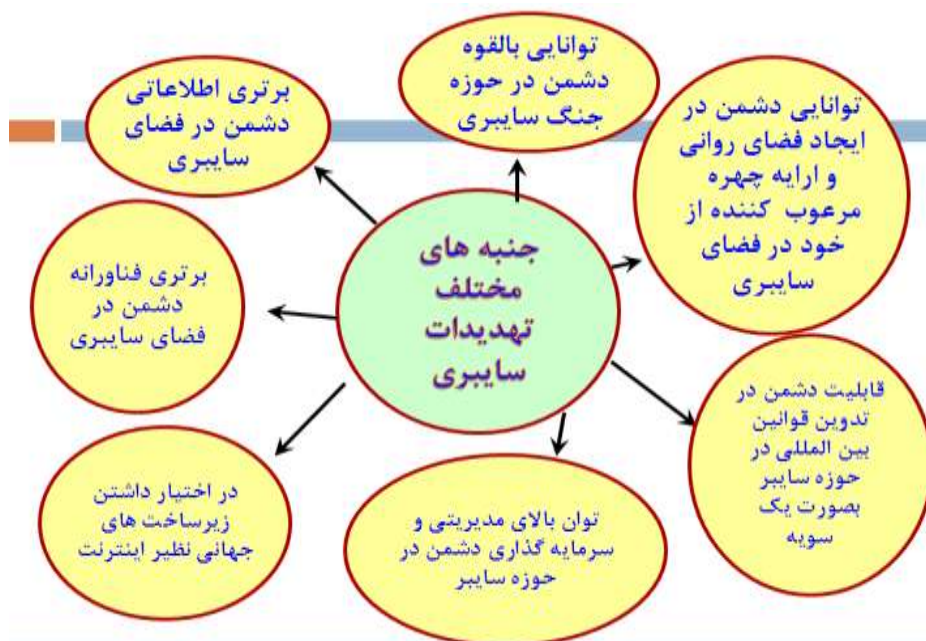 جنبه های
مختلف
تهدیدات
سایبری
توانایی بالقوه
دشمن در حوزه
جنگ سایبری
توانایی دشمن در
ایجاد فضای روانی
و ارایه چهره
مرعوب کننده از
خود در فضای
سایبری
قابلیت دشمن در
تدوین قوانین
بین المللی در
حوزه سایبر
بصورت یک
سویه
توان بالای مدیریتی و
سرمایه گذاری دشمن در
حوزه سایبر
در اختیار داشتن
زیرساخت های
جهانی نظیر اینترنت
برتری فناورانه
دشمن در
فضای سایبری
برتری اطلاعاتی
دشمن در فضای
سایبری